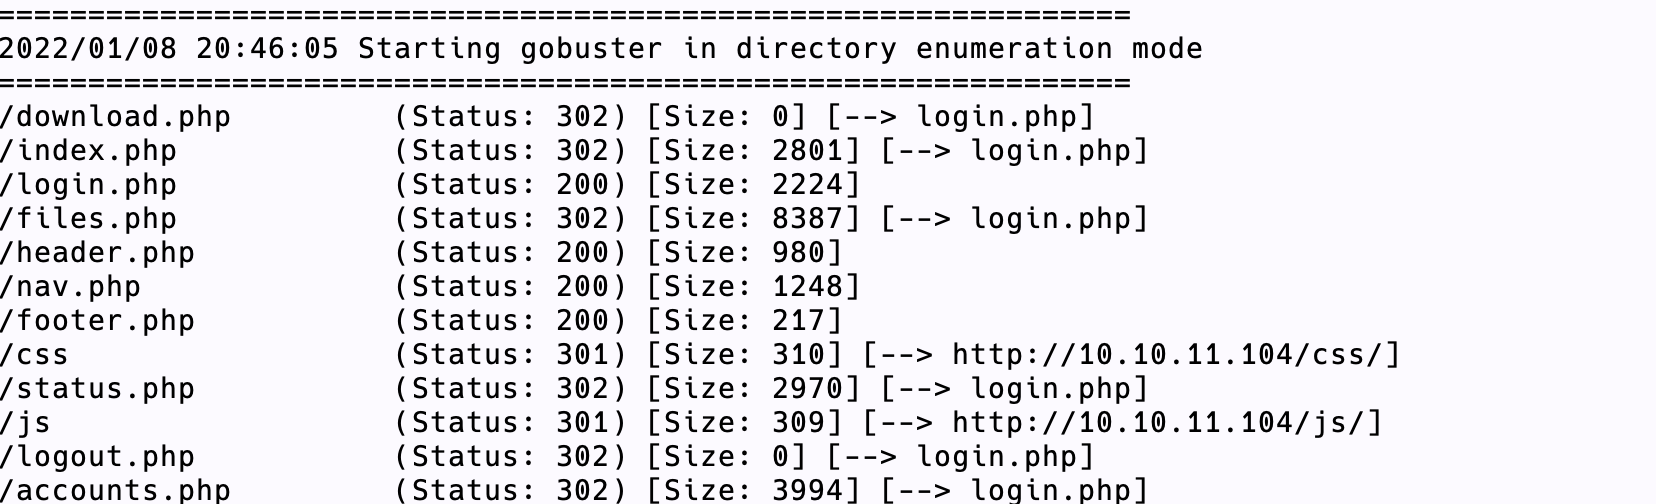 ===============================================================
2022/01/08 20:46:05 Starting gobuster in directory enumeration mode
===============================================================
/download.php         (Status: 302) [Size: 0] [--> login.php]
/index.php            (Status: 302) [Size: 2801] [--> login.php]
/login.php            (Status: 200) [Size: 2224]
/files.php            (Status: 302) [Size: 8387] [--> login.php]
/header.php           (Status: 200) [Size: 980]
/nav.php              (Status: 200) [Size: 1248]
/footer.php           (Status: 200) [Size: 217]
/css                  (Status: 301) [Size: 310] [--> http://10.10.11.104/css/]
/status.php           (Status: 302) [Size: 2970] [--> login.php]
/js                   (Status: 301) [Size: 309] [--> http://10.10.11.104/js/]
/logout.php           (Status: 302) [Size: 0] [--> login.php]
/accounts.php         (Status: 302) [Size: 3994] [--> login.php]